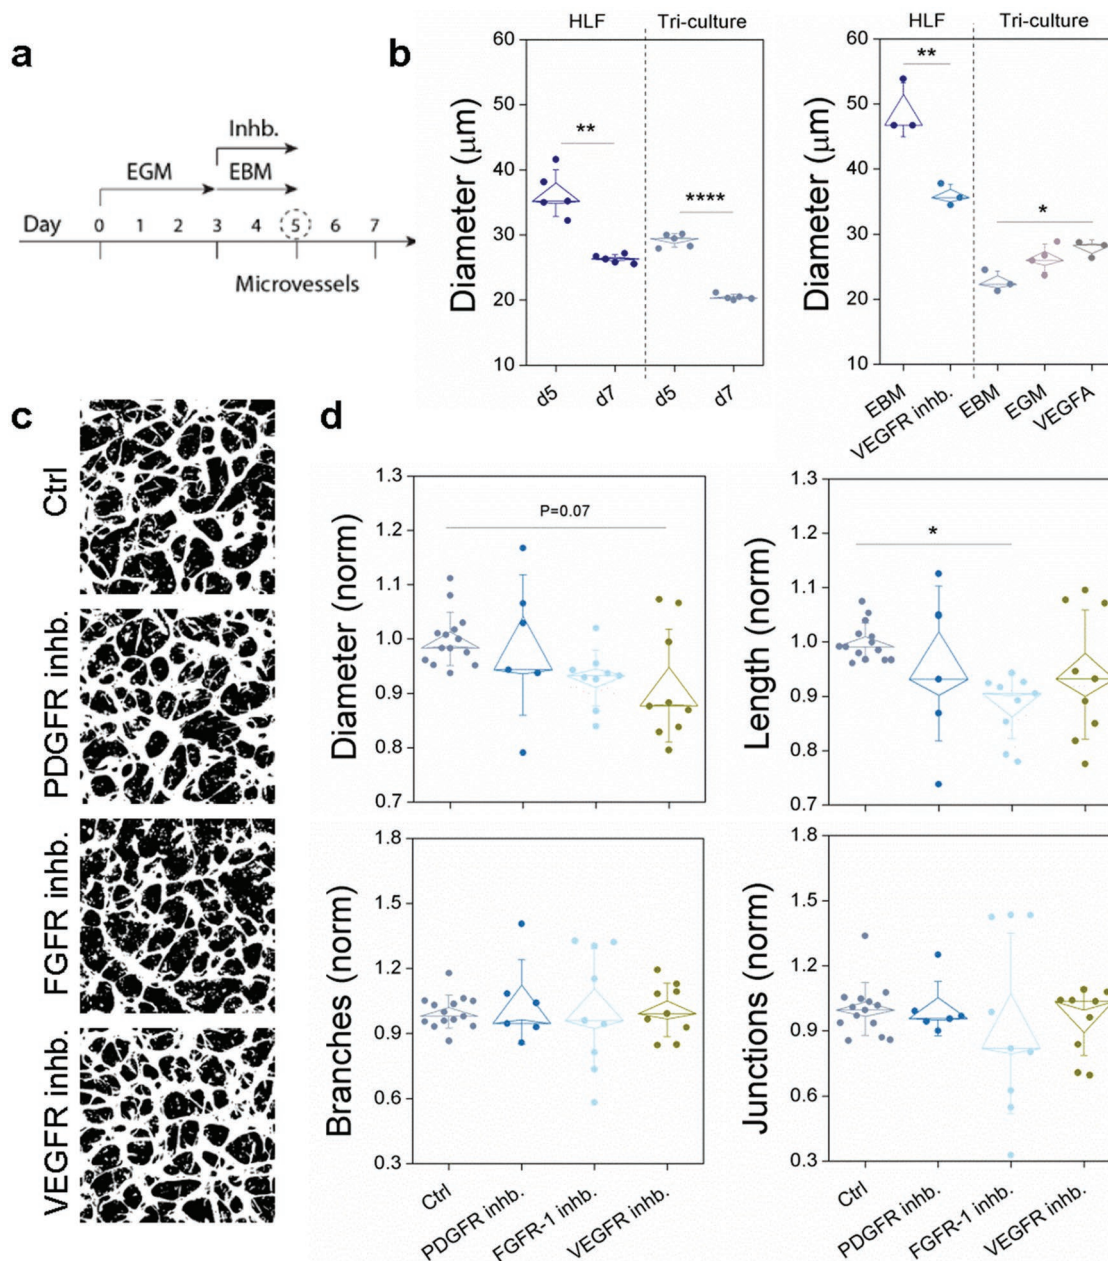 a
Inhb.
EGM
EBM
Day 0 1 2 3 4 5 6 7
Microvessels
b
HLF Tri-culture
60
50
40
30
20
10
Diameter (μm)
**
****
d5 d7 d5 d7
HLF Tri-culture
60
50
40
30
20
10
Diameter (μm)
**
*
EBM
VEGFR inhb.
EBM
EGM
VEGFA
c
Ctrl
PDGFR inhb.
FGFR inhb.
VEGFR inhb.
d
1.3
1.2
1.1
1.0
0.9
0.8
0.7
Diameter (norm)
P=0.07
1.3
1.2
1.1
1.0
0.9
0.8
0.7
Length (norm)
*
1.8
1.5
1.2
0.9
0.6
0.3
Branches (norm)
Ctrl
PDGFR inhb.
FGFR-1 inhb.
VEGFR inhb.
1.8
1.5
1.2
0.9
0.6
0.3
Junctions (norm)
Ctrl
PDGFR inhb.
FGFR-1 inhb.
VEGFR inhb.